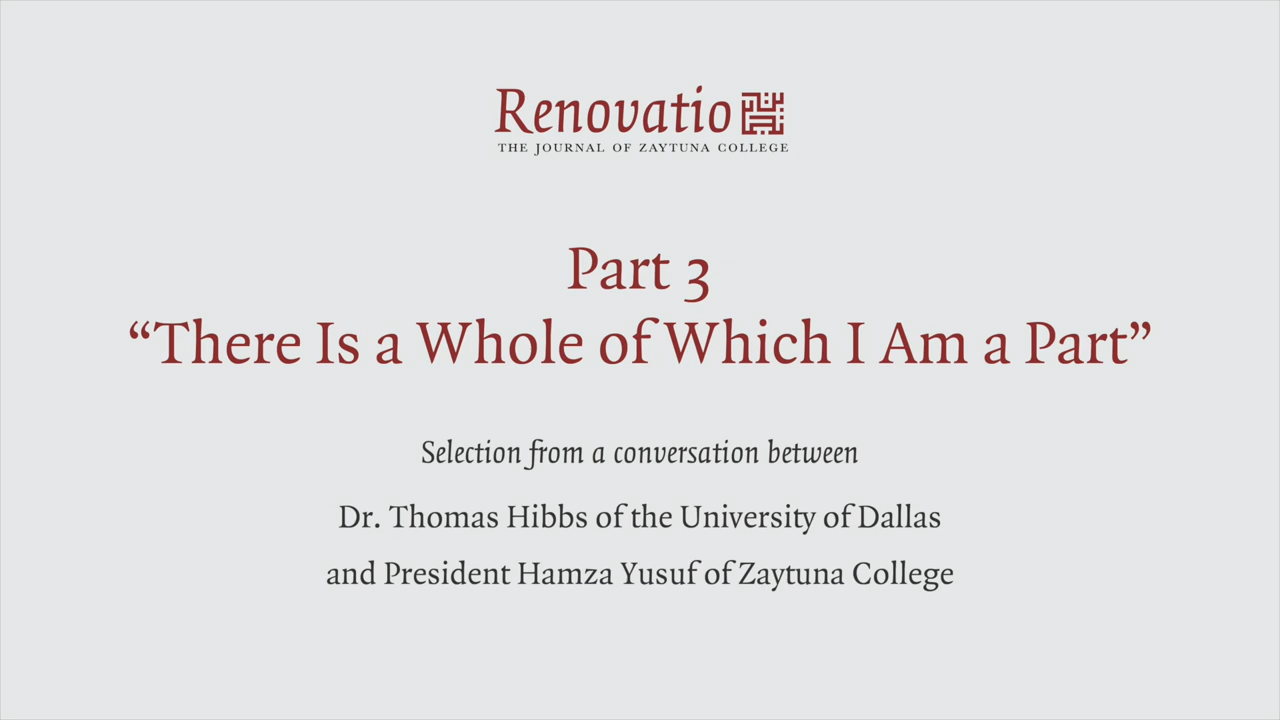 Renovatio
THE JOURNAL OF ZAYTUNA COLLEGE
Part 3
“There Is a Whole of Which I Am a Part”
Selection from a conversation between
Dr. Thomas Hibbs of the University of Dallas
and President Hamza Yusuf of Zaytuna College